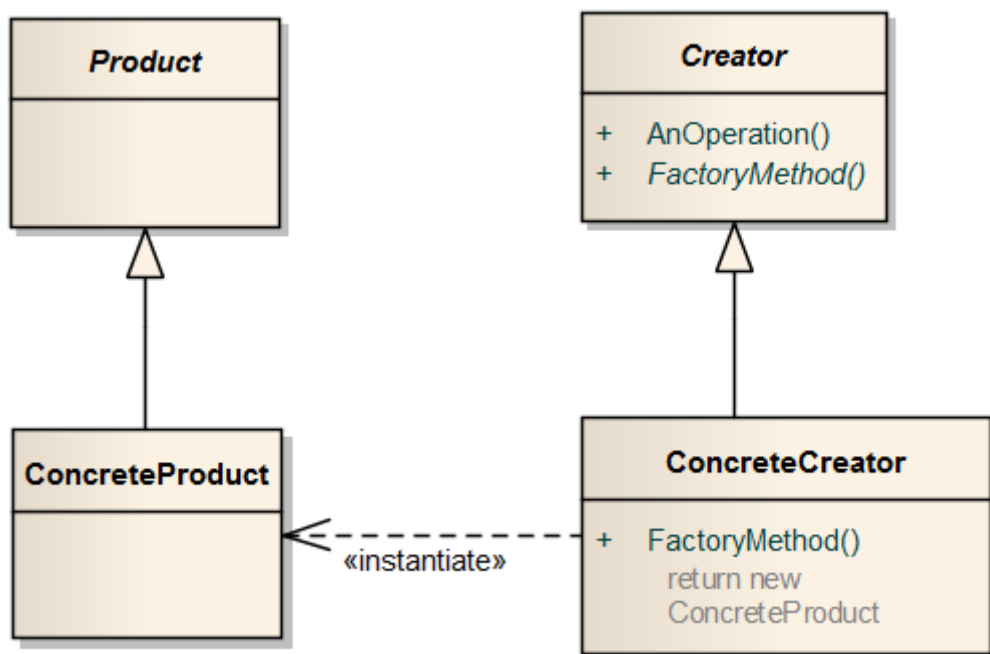 Product
Creator
+ AnOperation()
+ FactoryMethod()
ConcreteProduct
ConcreteCreator
«instantiate»
+ FactoryMethod()
return new
ConcreteProduct